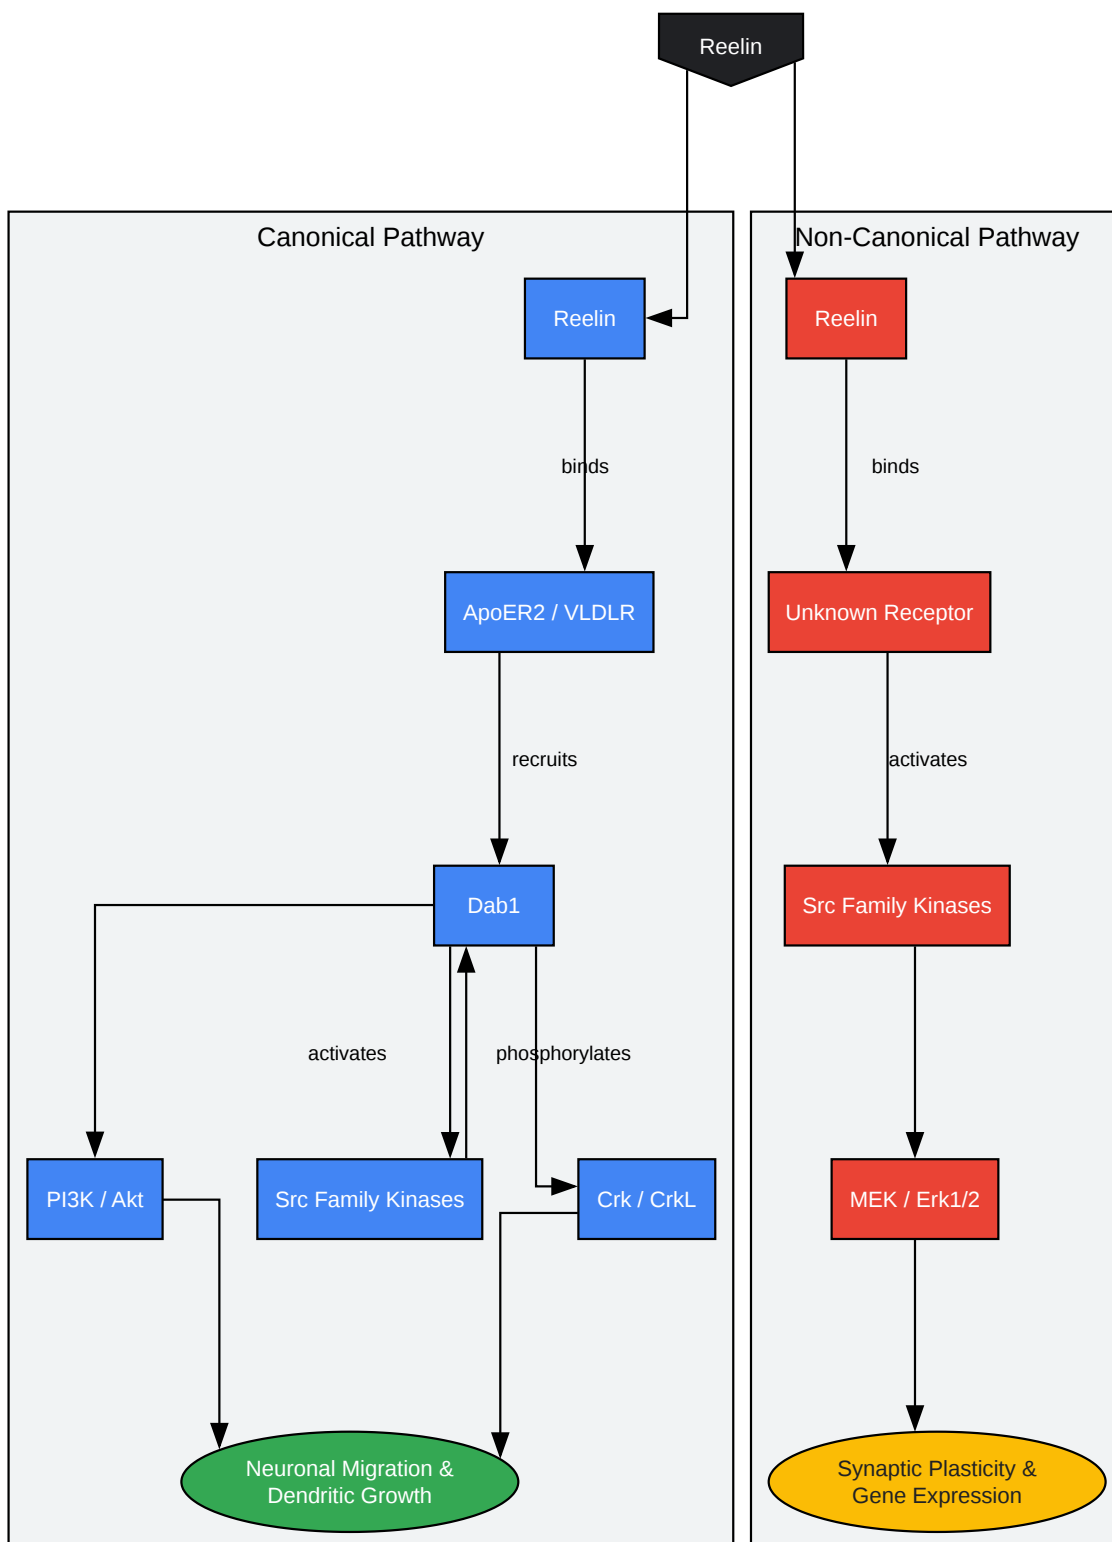 Reelin
Canonical Pathway
Non-Canonical Pathway
Reelin
Reelin
binds
binds
ApoER2 / VLDLR
Unknown Receptor
recruits
activates
Dab1
Src Family Kinases
activates
phosphorylates
PI3K / Akt
Src Family Kinases
Crk / CrkL
MEK / Erk1/2
Neuronal Migration &
Dendritic Growth
Synaptic Plasticity &
Gene Expression